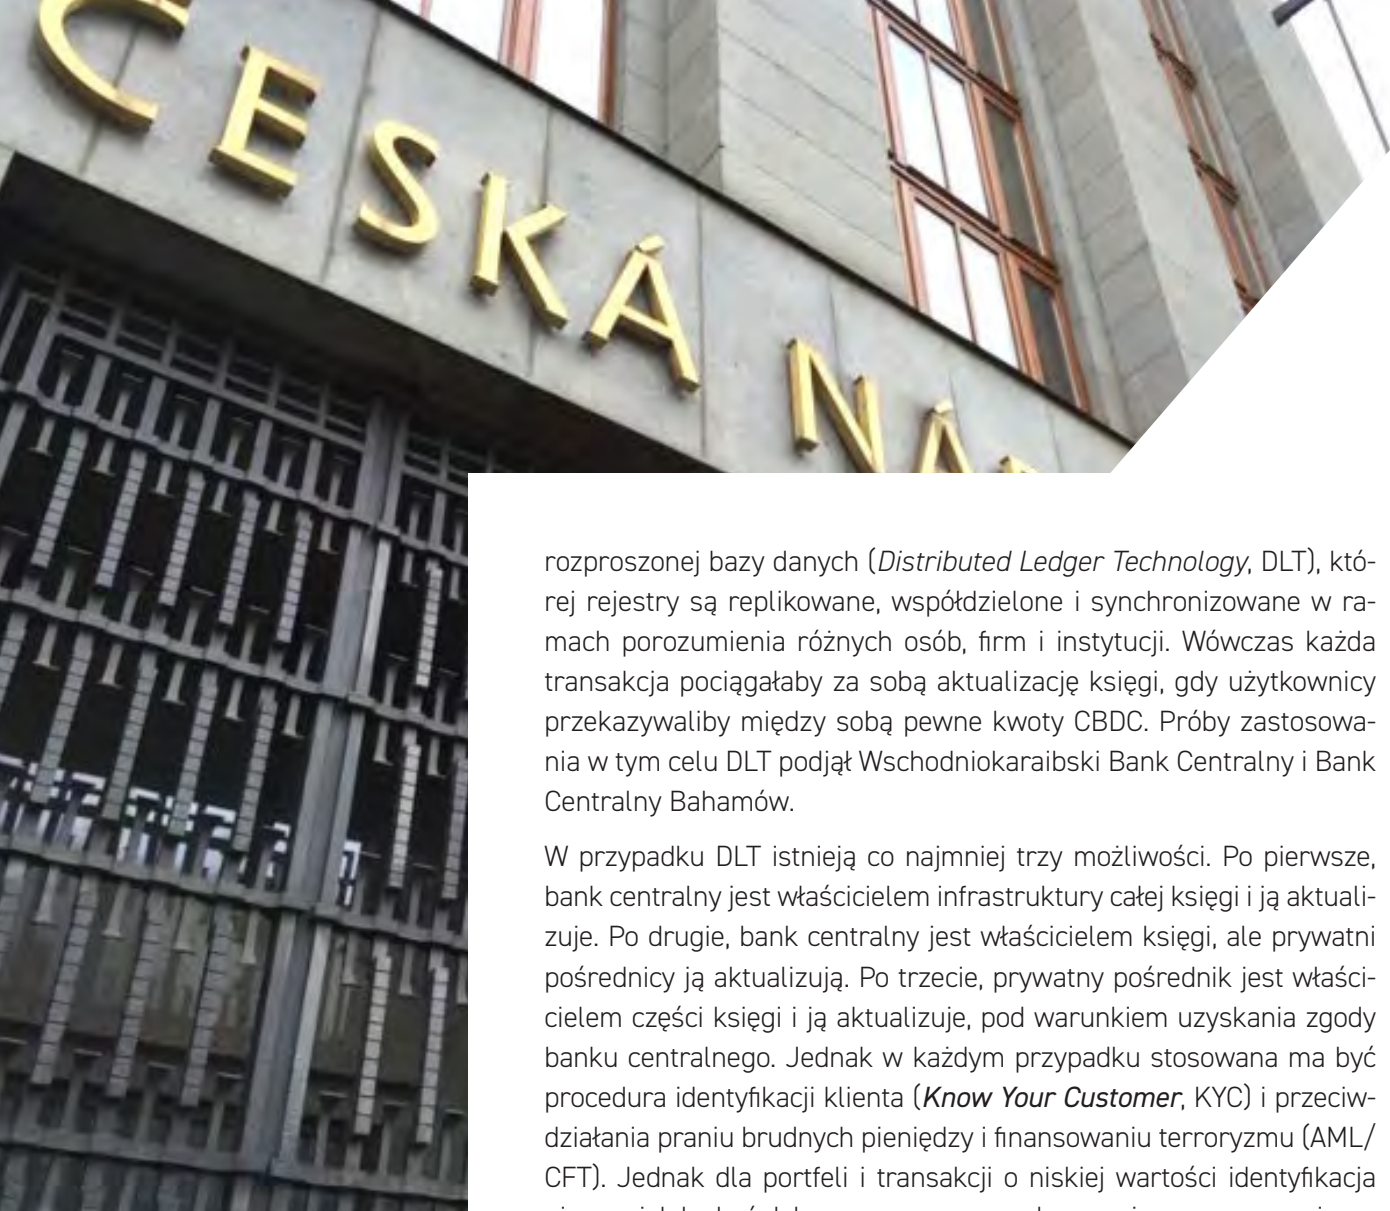 ČESKÁ NÁ
rozproszonej bazy danych (Distributed Ledger Technology, DLT), któ-
rej rejestry są replikowane, współdzielone i synchronizowane w ra-
mach porozumienia różnych osób, firm i instytucji. Wówczas każda
transakcja pociągałaby za sobą aktualizację księgi, gdy użytkownicy
przekazywaliby między sobą pewne kwoty CBDC. Próby zastosowa-
nia w tym celu DLT podjął Wschodniokaraibski Bank Centralny i Bank
Centralny Bahamów.
W przypadku DLT istnieją co najmniej trzy możliwości. Po pierwsze,
bank centralny jest właścicielem infrastruktury całej księgi i ją aktuali-
zuje. Po drugie, bank centralny jest właścicielem księgi, ale prywatni
pośrednicy ją aktualizują. Po trzecie, prywatny pośrednik jest właści-
cielem części księgi i ją aktualizuje, pod warunkiem uzyskania zgody
banku centralnego. Jednak w każdym przypadku stosowana ma być
procedura identyfikacji klienta (Know Your Customer, KYC) i przeciw-
działania praniu brudnych pieniędzy i finansowaniu terroryzmu (AML/
CFT). Jednak dla portfeli i transakcji o niskiej wartości identyfikacja